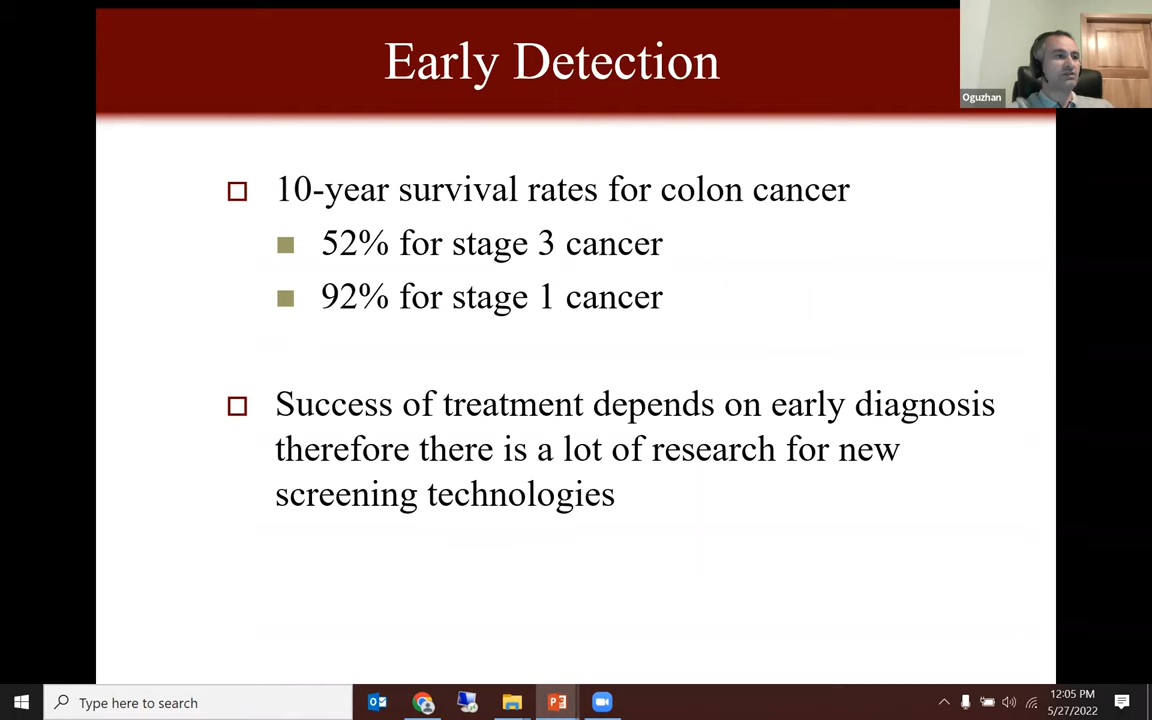 Early Detection
Oguzhan
10-year survival rates for colon cancer
52% for stage 3 cancer
92% for stage 1 cancer
Success of treatment depends on early diagnosis
therefore there is a lot of research for new
screening technologies
Type here to search
12:05 PM
5/27/2022